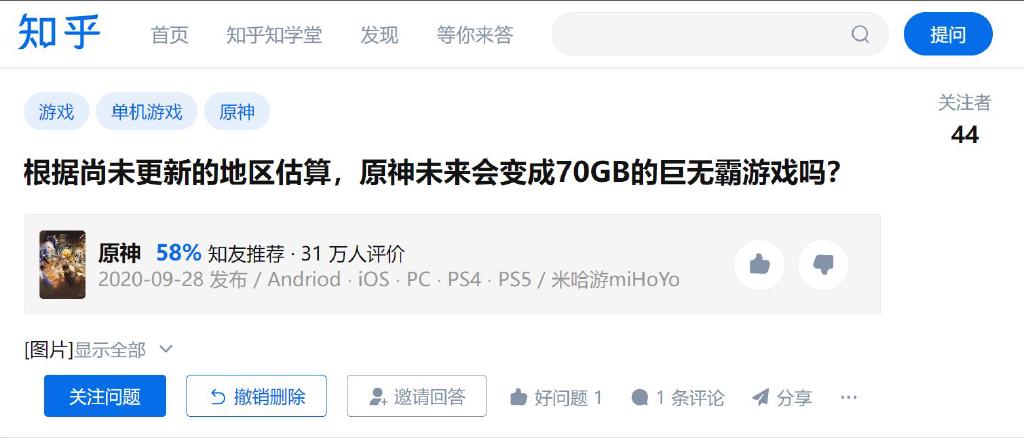 知乎 首页 知乎知学堂 发现 等你来答 提问
游戏 单机游戏 原神
关注者
44
根据尚未更新的地区估算，原神未来会变成70GB的巨无霸游戏吗？
原神 58% 知友推荐 · 31 万人评价
2020-09-28 发布 / Andriod · iOS · PC · PS4 · PS5 / 米哈游miHoYo
[图片]显示全部
关注问题 撤销删除 邀请回答 好问题 1 1 条评论 分享 ···